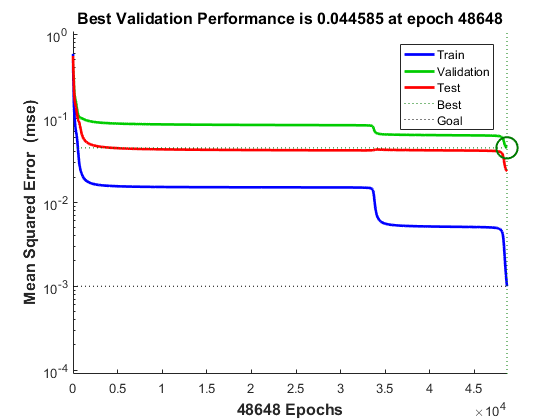 Best Validation Performance is 0.044585 at epoch 48648
Mean Squared Error (mse)
10^0
10^-1
10^-2
10^-3
10^-4
Train
Validation
Test
Best
Goal
0 0.5 1 1.5 2 2.5 3 3.5 4 4.5
×10^4
48648 Epochs